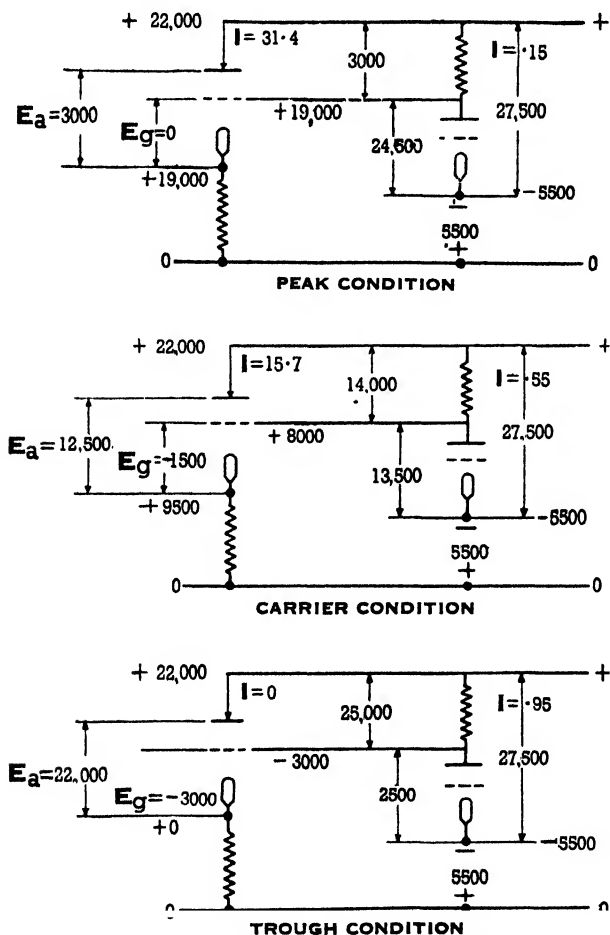 + 22,000
I = 31·4
3000
I = ·15
+
Ea = 3000
Eg = 0
+19,000
27,500
24,500
+19,000
-5500
5500
+
0
0
PEAK CONDITION
+ 22,000
+
I = 15·7
14,000
I = ·55
Ea = 12,500
+ 8000
27,500
Eg = -1500
13,500
+ 9500
-5500
5500
+
0
0
CARRIER CONDITION
+ 22,000
+
I = 0
25,000
I = ·95
- 3000
27,500
Ea = 22,000
Eg = -3000
2500
+0
-5500
5500
+
0
0
TROUGH CONDITION